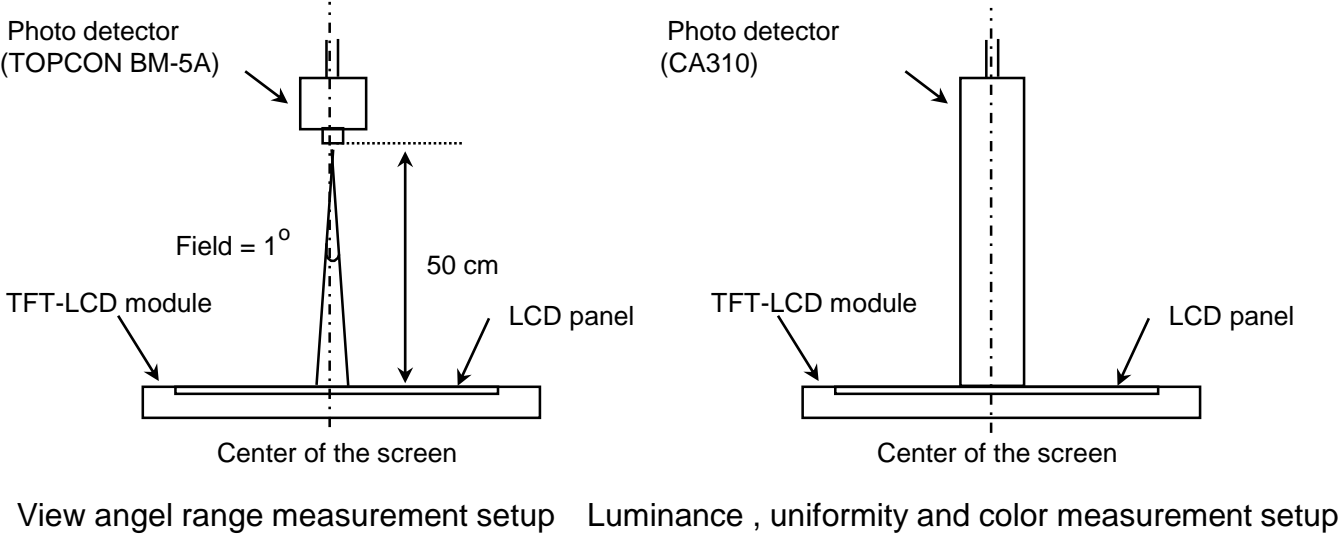 Photo detector
(TOPCON BM-5A)
Field = 1o
50 cm
TFT-LCD module
LCD panel
Center of the screen
View angel range measurement setup
Photo detector
(CA310)
TFT-LCD module
LCD panel
Center of the screen
Luminance , uniformity and color measurement setup